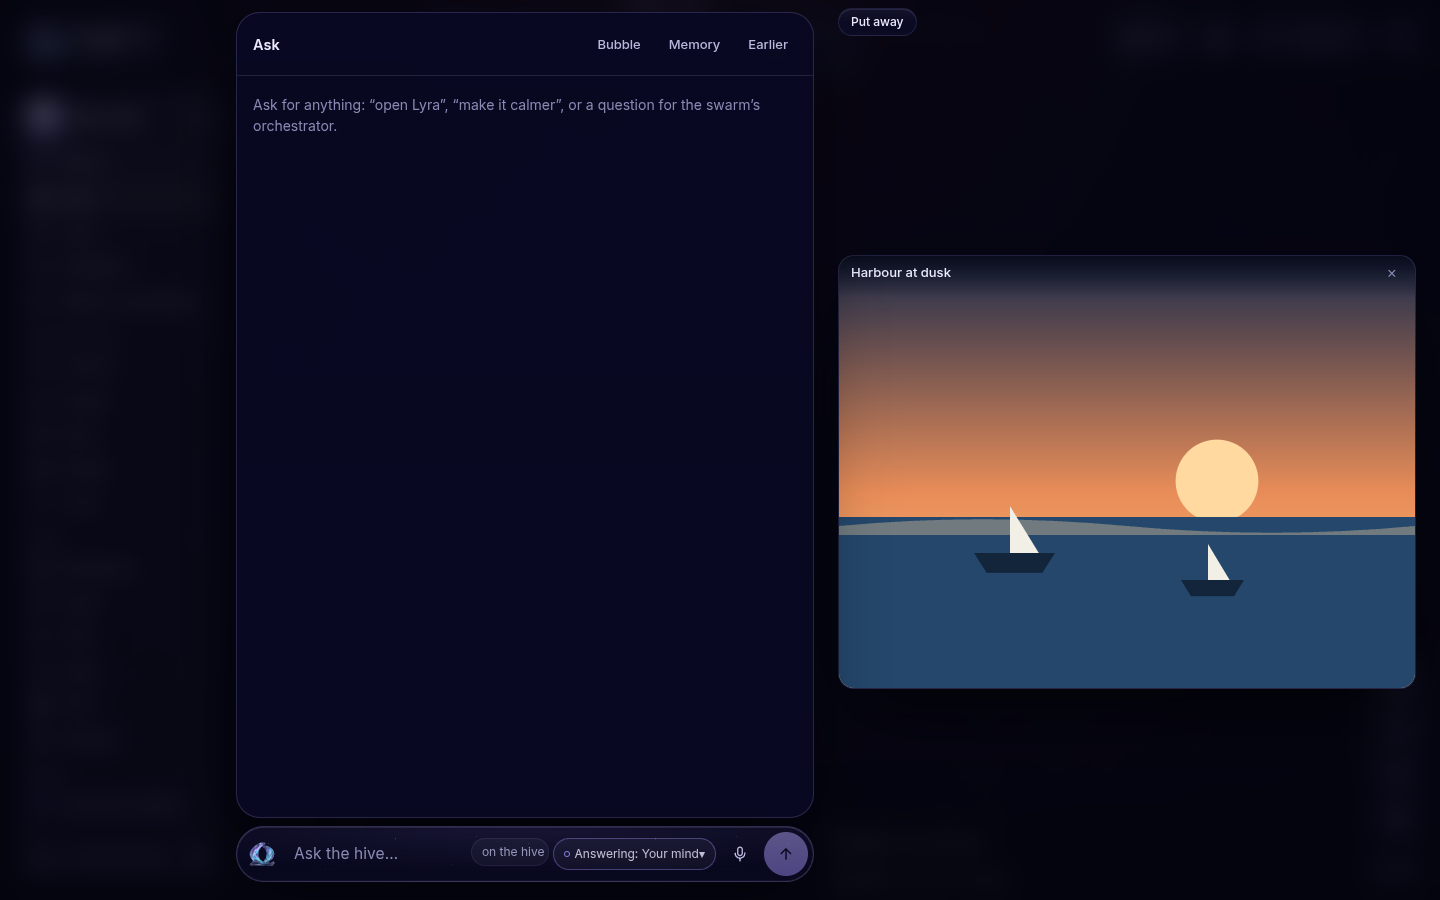 Ask
Bubble
Memory
Earlier
Put away
Ask for anything: “open Lyra”, “make it calmer”, or a question for the swarm’s
orchestrator.
Harbour at dusk
×
Ask the hive…
on the hive
Answering: Your mind▾